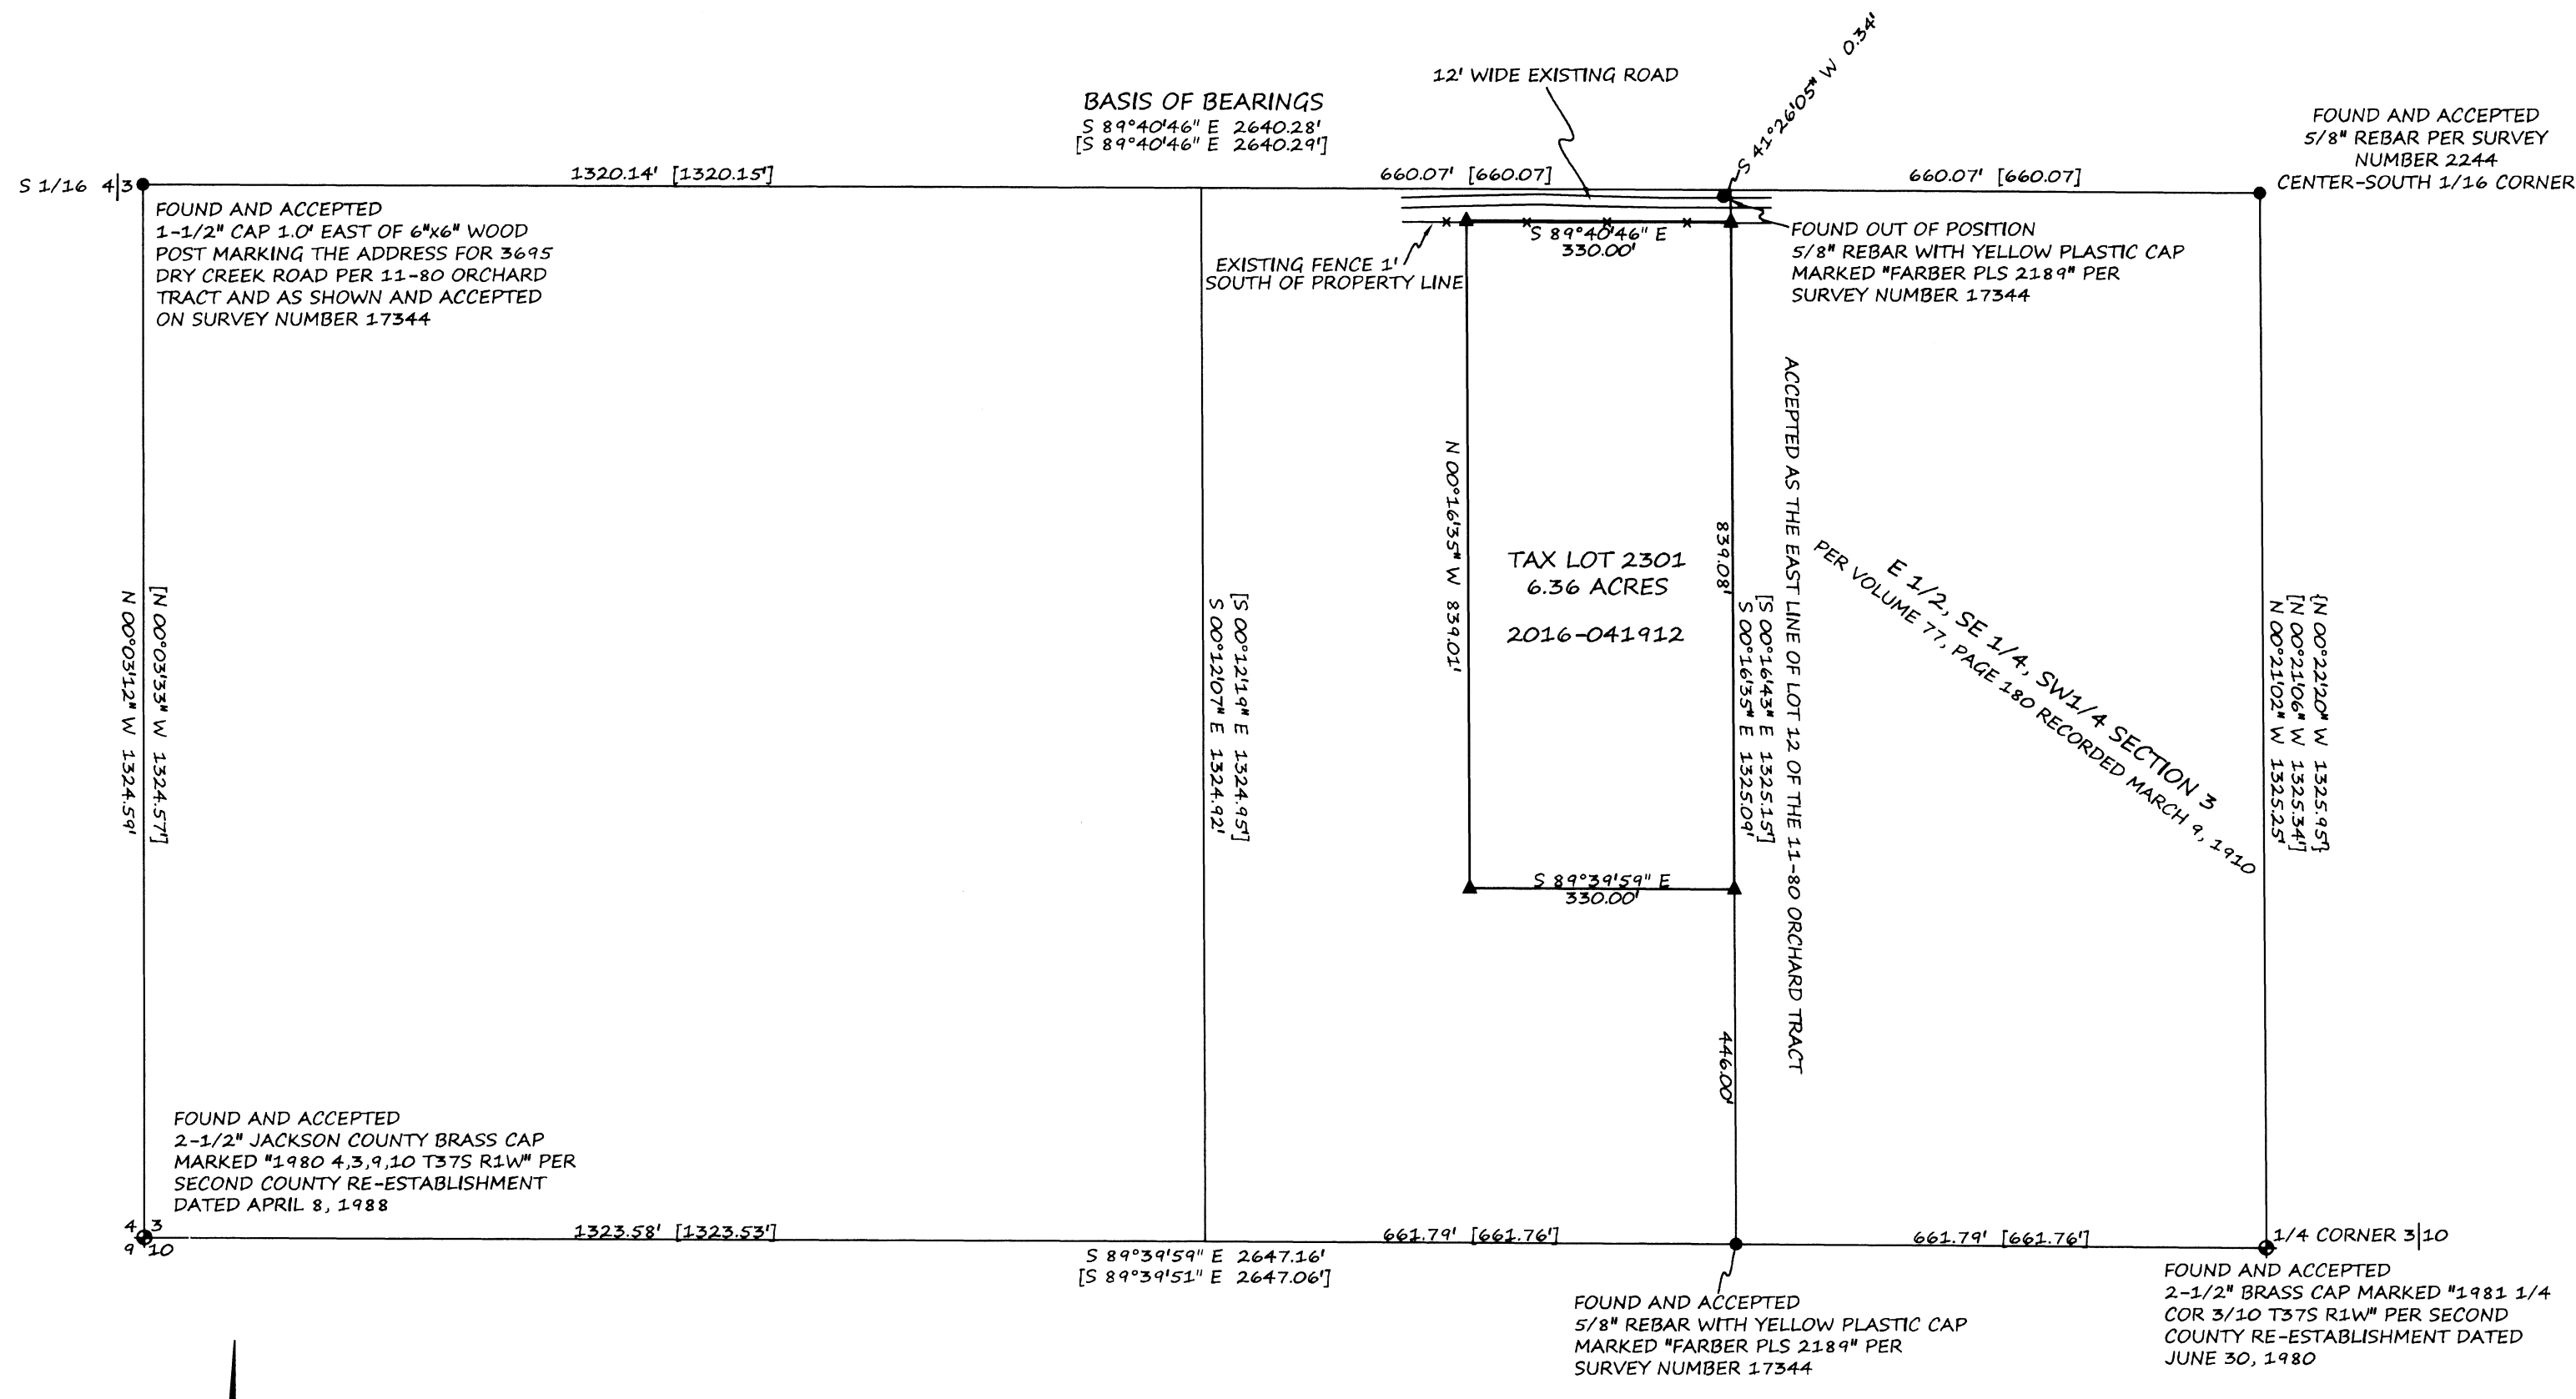 12' WIDE EXISTING ROAD
S 41°26'05" W 0.34'
BASIS OF BEARINGS
S 89°40'46" E 2640.28'
[S 89°40'46" E 2640.29']
FOUND AND ACCEPTED
5/8" REBAR PER SURVEY
NUMBER 2244
CENTER-SOUTH 1/16 CORNER
S 1/16 4|3
1320.14' [1320.15']
660.07' [660.07]
660.07' [660.07]
FOUND AND ACCEPTED
1-1/2" CAP 1.0' EAST OF 6"x6" WOOD
POST MARKING THE ADDRESS FOR 3695
DRY CREEK ROAD PER 11-80 ORCHARD
TRACT AND AS SHOWN AND ACCEPTED
ON SURVEY NUMBER 17344
EXISTING FENCE 1'
SOUTH OF PROPERTY LINE
S 89°40'46" E
330.00'
FOUND OUT OF POSITION
5/8" REBAR WITH YELLOW PLASTIC CAP
MARKED "FARBER PLS 2189" PER
SURVEY NUMBER 17344
[N 00°03'33" W 1324.57']
N 00°03'12" W 1324.59'
[S 00°12'19" E 1324.95']
S 00°12'07" E 1324.92'
N 00°16'35" W 839.01'
TAX LOT 2301
6.36 ACRES
2016-041912
839.08'
[S 00°16'43" E 1325.15']
S 00°16'35" E 1325.09'
ACCEPTED AS THE EAST LINE OF LOT 12 OF THE 11-80 ORCHARD TRACT
E 1/2, SE 1/4, SW1/4 SECTION 3
PER VOLUME 77, PAGE 180 RECORDED MARCH 9, 1910
{N 00°22'20" W 1325.95'}
[N 00°21'06" W 1325.34']
N 00°21'02" W 1325.25'
S 89°39'59" E
330.00'
446.00'
FOUND AND ACCEPTED
2-1/2" JACKSON COUNTY BRASS CAP
MARKED "1980 4,3,9,10 T37S R1W" PER
SECOND COUNTY RE-ESTABLISHMENT
DATED APRIL 8, 1988
4 3
9 10
1323.58' [1323.53']
S 89°39'59" E 2647.16'
[S 89°39'51" E 2647.06']
661.79' [661.76']
661.79' [661.76']
1/4 CORNER 3|10
FOUND AND ACCEPTED
5/8" REBAR WITH YELLOW PLASTIC CAP
MARKED "FARBER PLS 2189" PER
SURVEY NUMBER 17344
FOUND AND ACCEPTED
2-1/2" BRASS CAP MARKED "1981 1/4
COR 3/10 T37S R1W" PER SECOND
COUNTY RE-ESTABLISHMENT DATED
JUNE 30, 1980